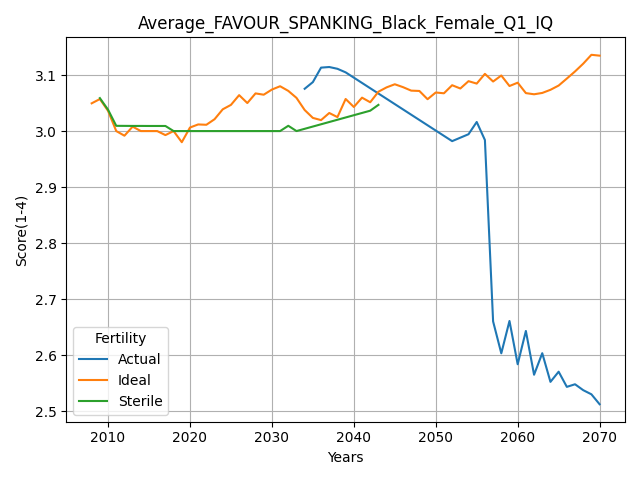 Average_FAVOUR_SPANKING_Black_Female_Q1_IQ
Score(1-4)
3.1
3.0
2.9
2.8
2.7
2.6
2.5
Fertility
Actual
Ideal
Sterile
2010 2020 2030 2040 2050 2060 2070
Years